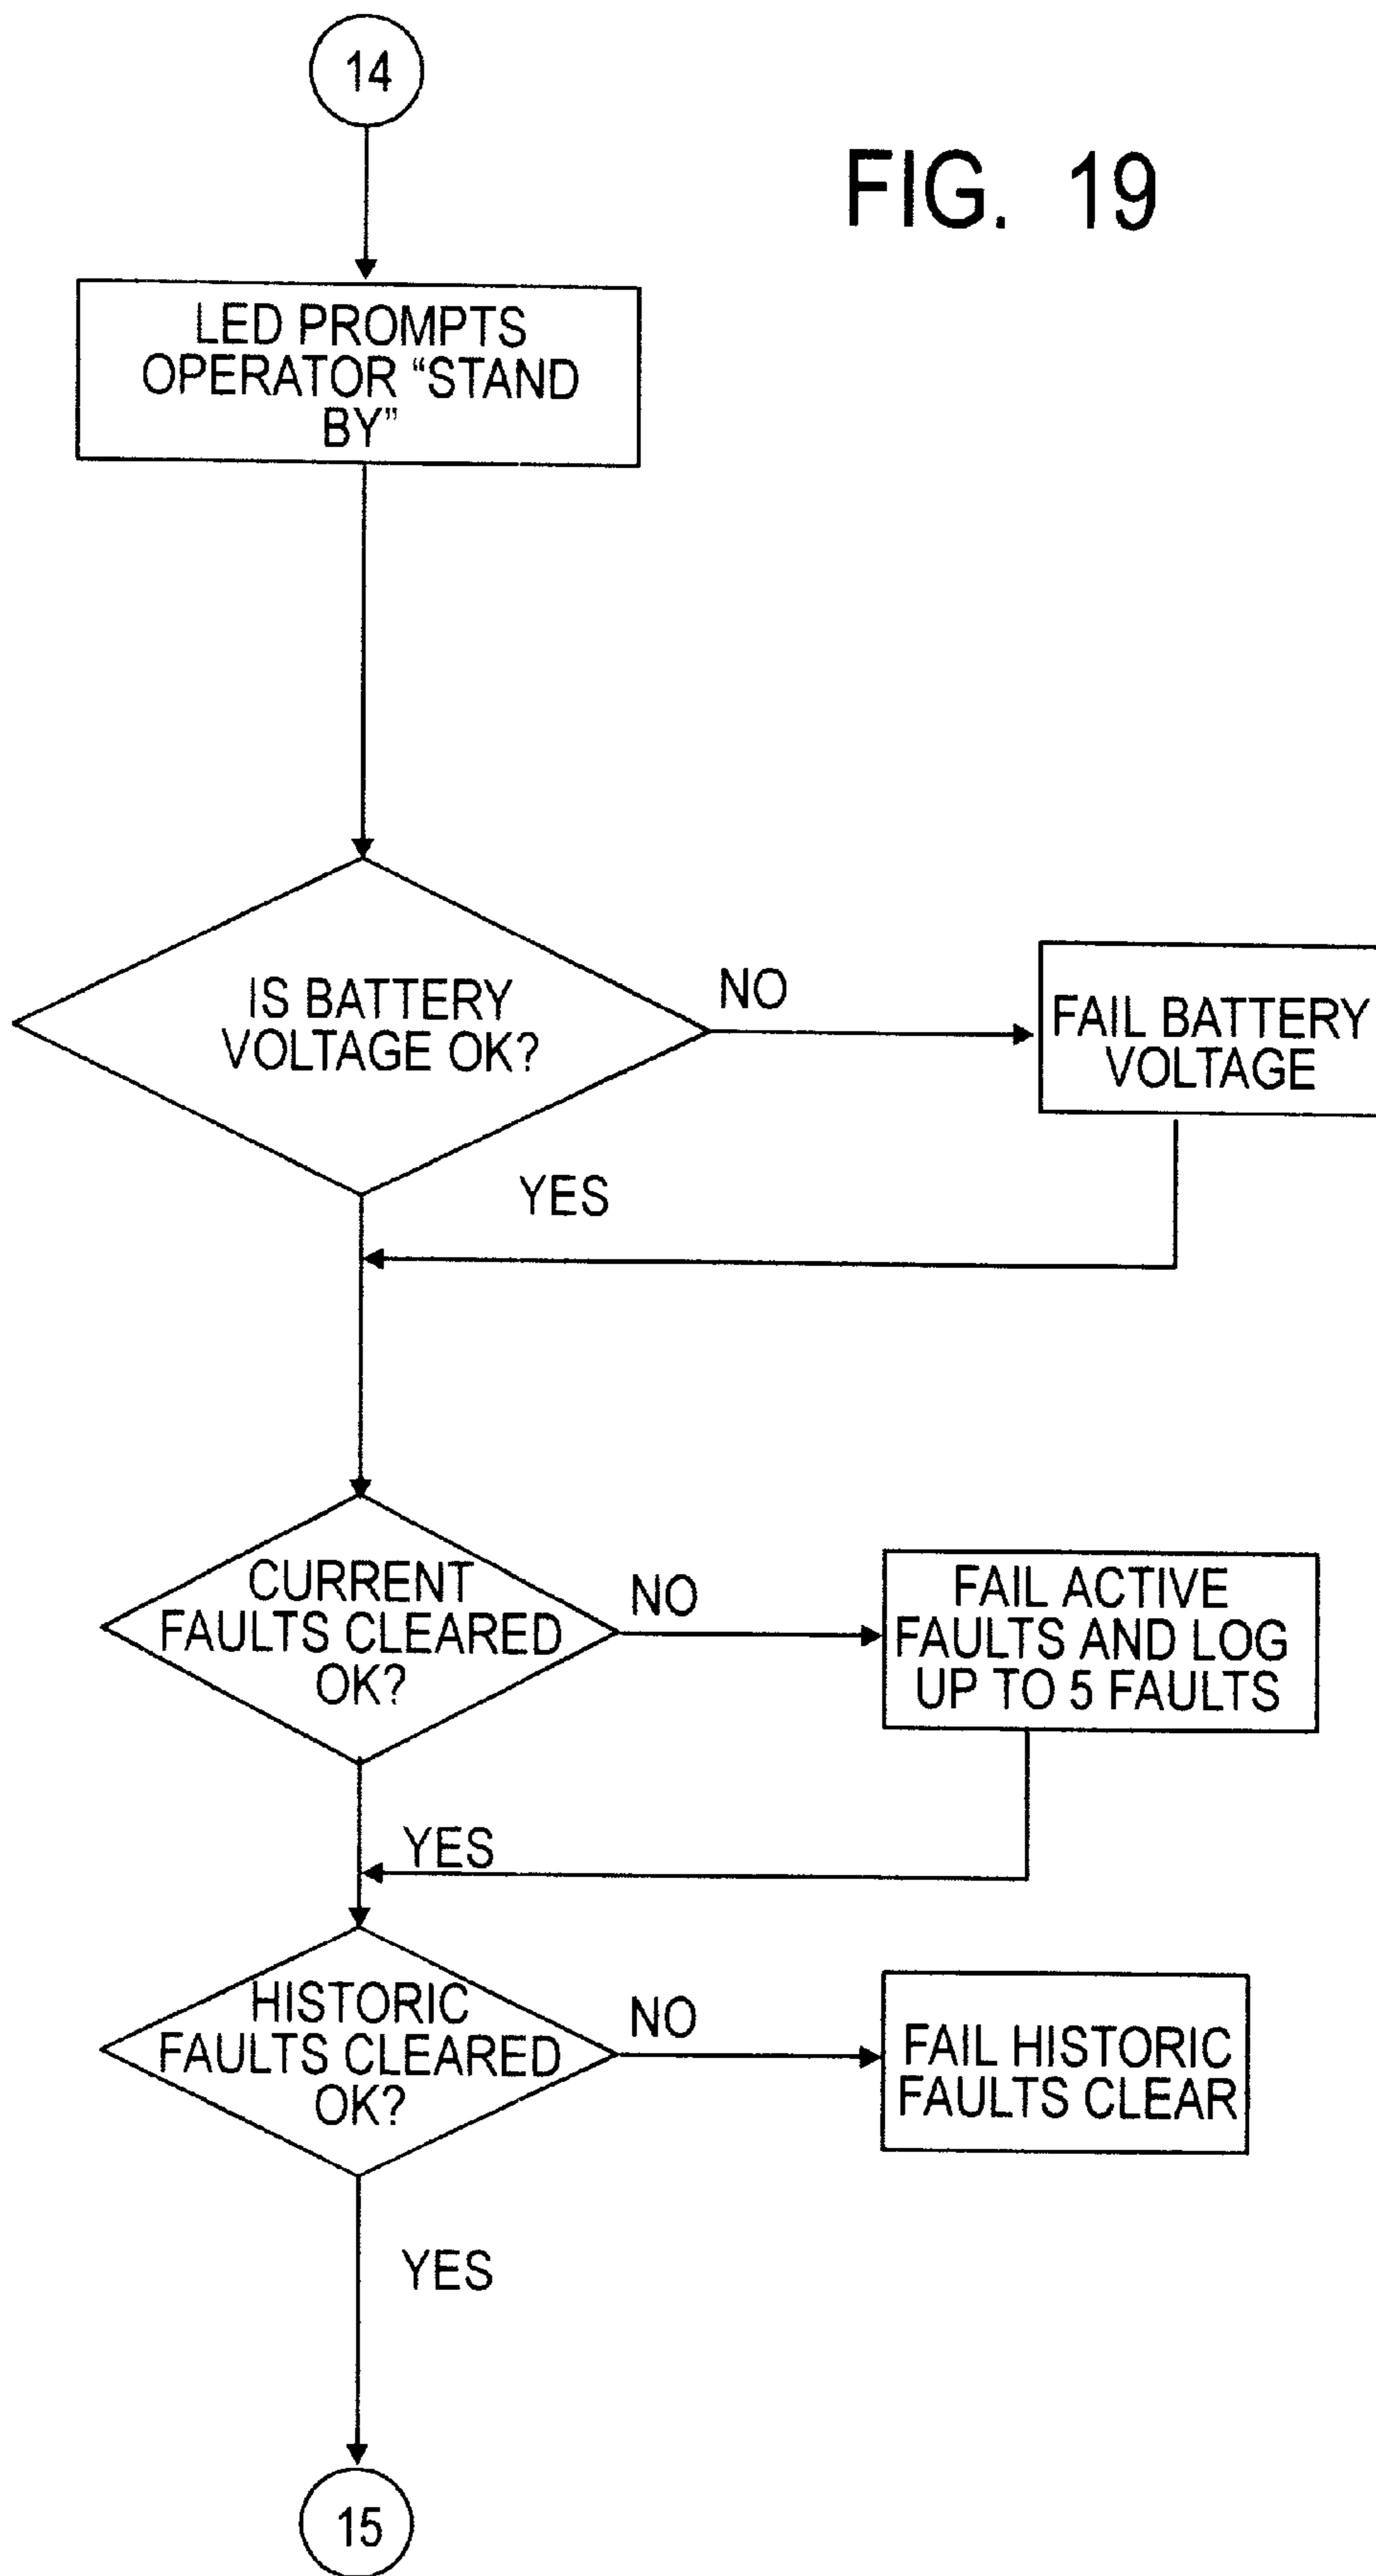 14
FIG. 19
LED PROMPTS
OPERATOR “STAND
BY”
IS BATTERY
VOLTAGE OK?
NO
FAIL BATTERY
VOLTAGE
YES
CURRENT
FAULTS CLEARED
OK?
NO
FAIL ACTIVE
FAULTS AND LOG
UP TO 5 FAULTS
YES
HISTORIC
FAULTS CLEARED
OK?
NO
FAIL HISTORIC
FAULTS CLEAR
YES
15